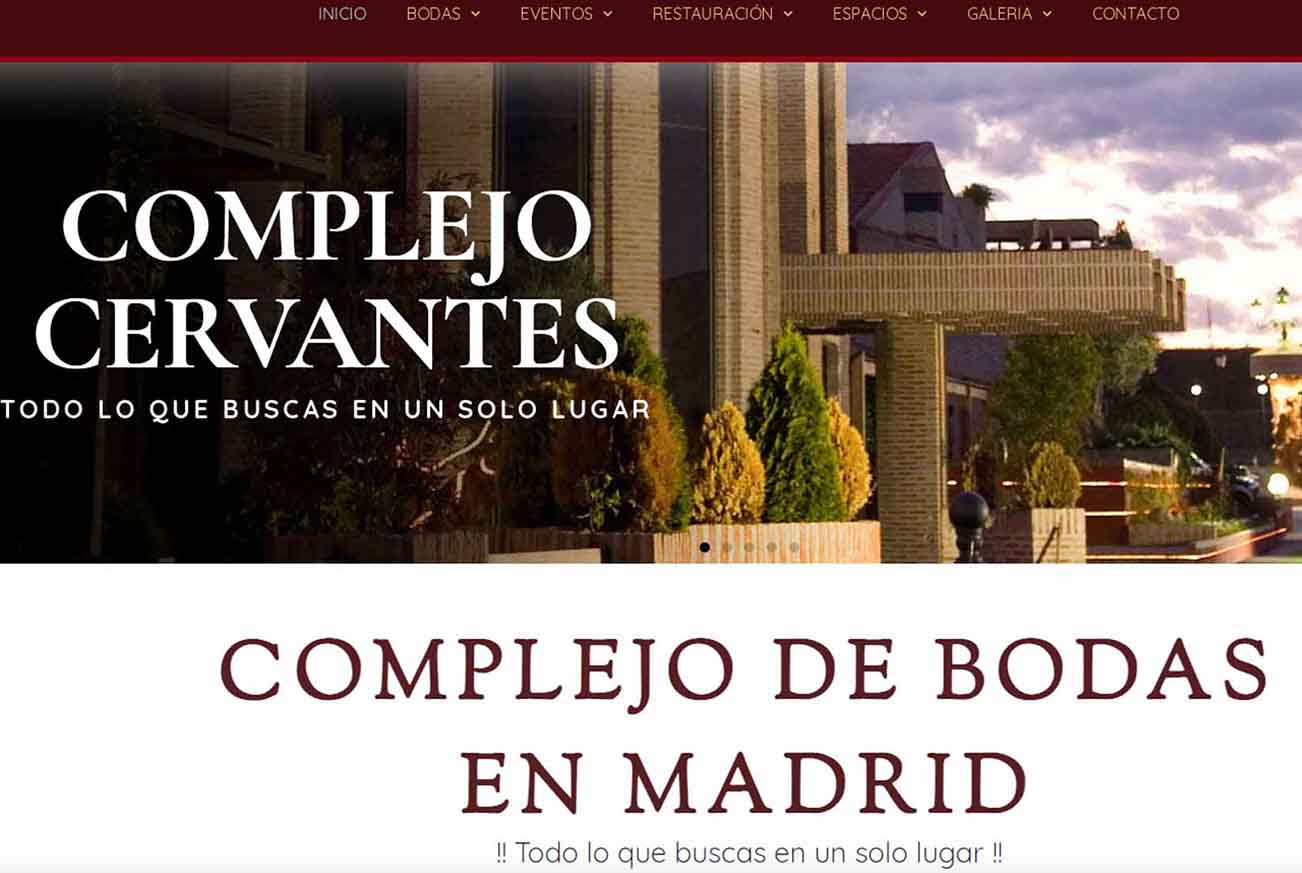 INICIO BODAS EVENTOS RESTAURACIÓN ESPACIOS GALERIA CONTACTO
COMPLEJO
CERVANTES
TODO LO QUE BUSCAS EN UN SOLO LUGAR
COMPLEJO DE BODAS
EN MADRID
!! Todo lo que buscas en un solo lugar !!